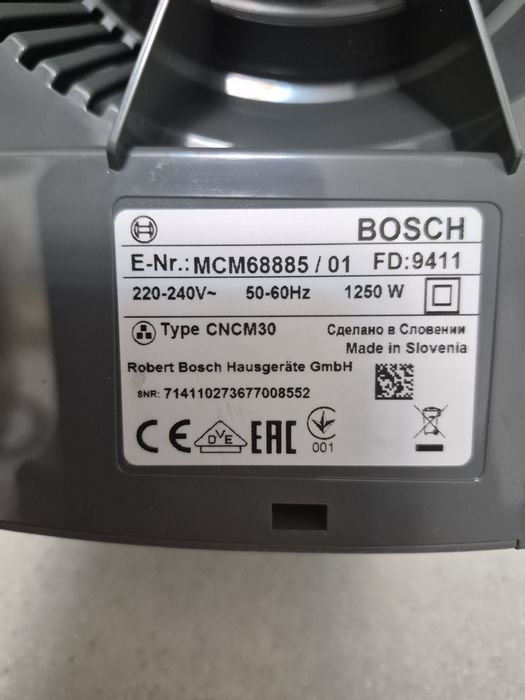 BOSCH
E-Nr.: MCM68885 / 01 FD:9411
220-240V~ 50-60Hz 1250 W
Type CNCM30 Сделано в Словении
Made in Slovenia
Robert Bosch Hausgeräte GmbH
SNR: 714110273677008552
CE DVE EAC 001